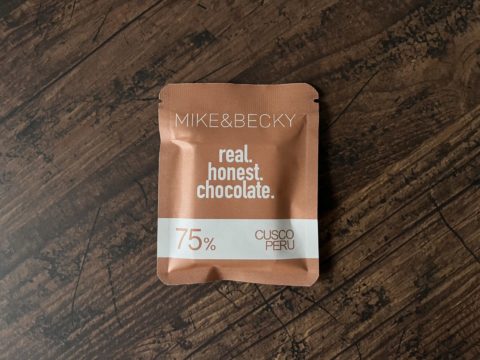 MIKE&BECKY
real.
honest.
chocolate.
75% CUSCO
PERU